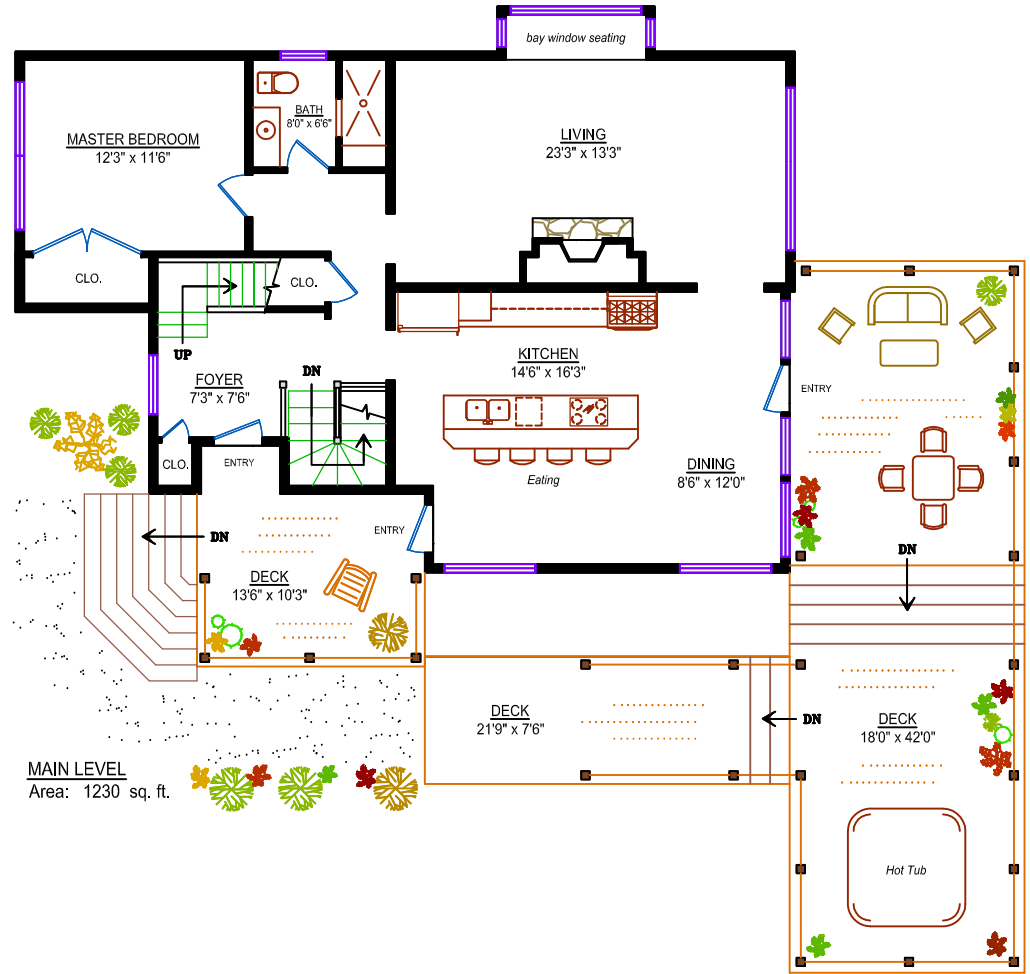 bay window seating
MASTER BEDROOM
12'3" x 11'6"
BATH
8'0" x 6'6"
LIVING
23'3" x 13'3"
CLO.
CLO.
UP
DN
FOYER
7'3" x 7'6"
KITCHEN
14'6" x 16'3"
ENTRY
CLO.
ENTRY
Eating
DINING
8'6" x 12'0"
DN
ENTRY
DN
DECK
13'6" x 10'3"
DECK
21'9" x 7'6"
DN
DECK
18'0" x 42'0"
MAIN LEVEL
Area: 1230 sq. ft.
Hot Tub